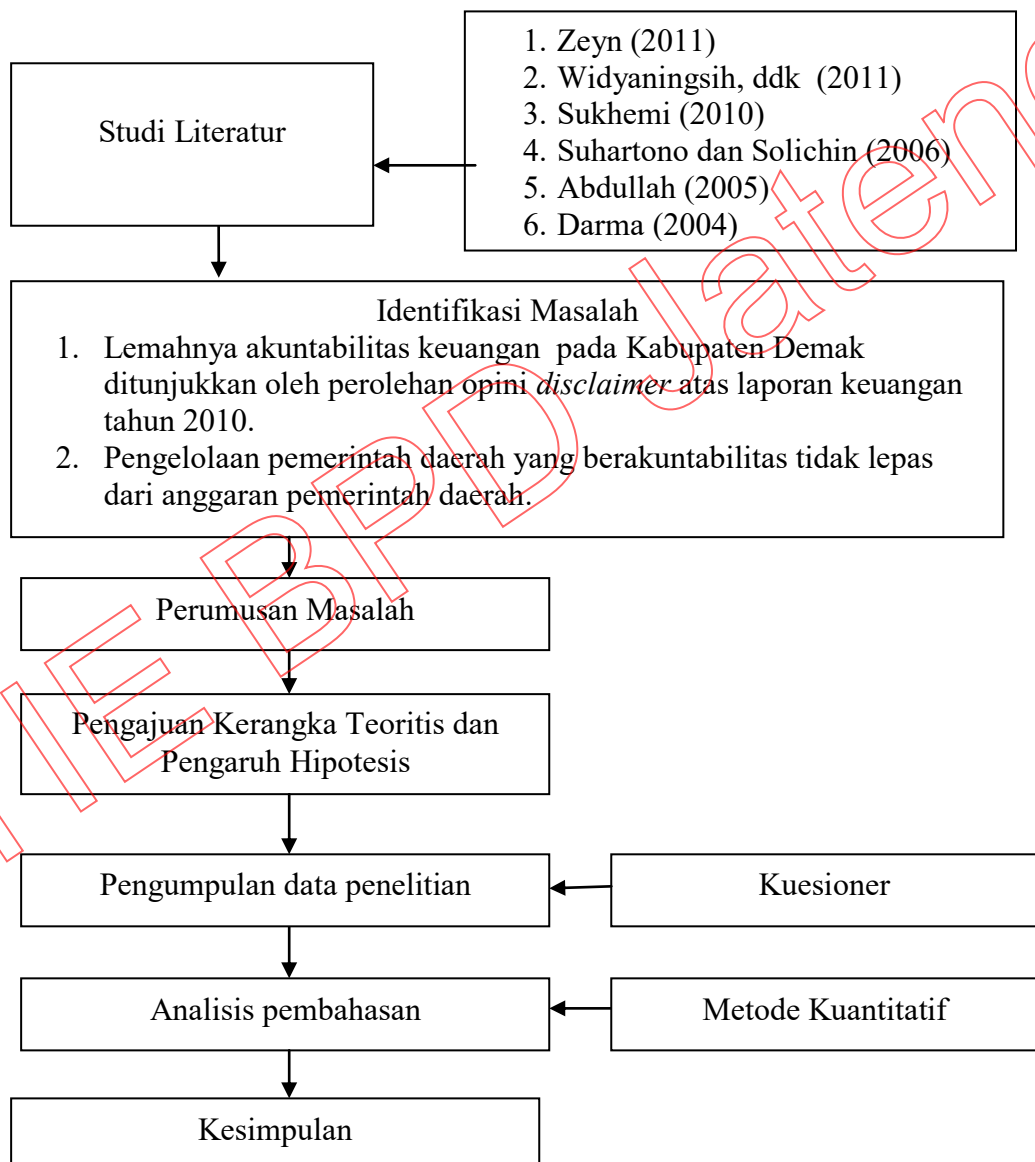 Studi Literatur
1. Zeyn (2011)
2. Widyaningsih, ddk (2011)
3. Sukhemi (2010)
4. Suhartono dan Solichin (2006)
5. Abdullah (2005)
6. Darma (2004)
Identifikasi Masalah
1. Lemahnya akuntabilitas keuangan pada Kabupaten Demak
ditunjukkan oleh perolehan opini disclaimer atas laporan keuangan
tahun 2010.
2. Pengelolaan pemerintah daerah yang berakuntabilitas tidak lepas
dari anggaran pemerintah daerah.
Perumusan Masalah
Pengajuan Kerangka Teoritis dan
Pengaruh Hipotesis
Pengumpulan data penelitian
Kuesioner
Analisis pembahasan
Metode Kuantitatif
Kesimpulan
IE BPD Jaten